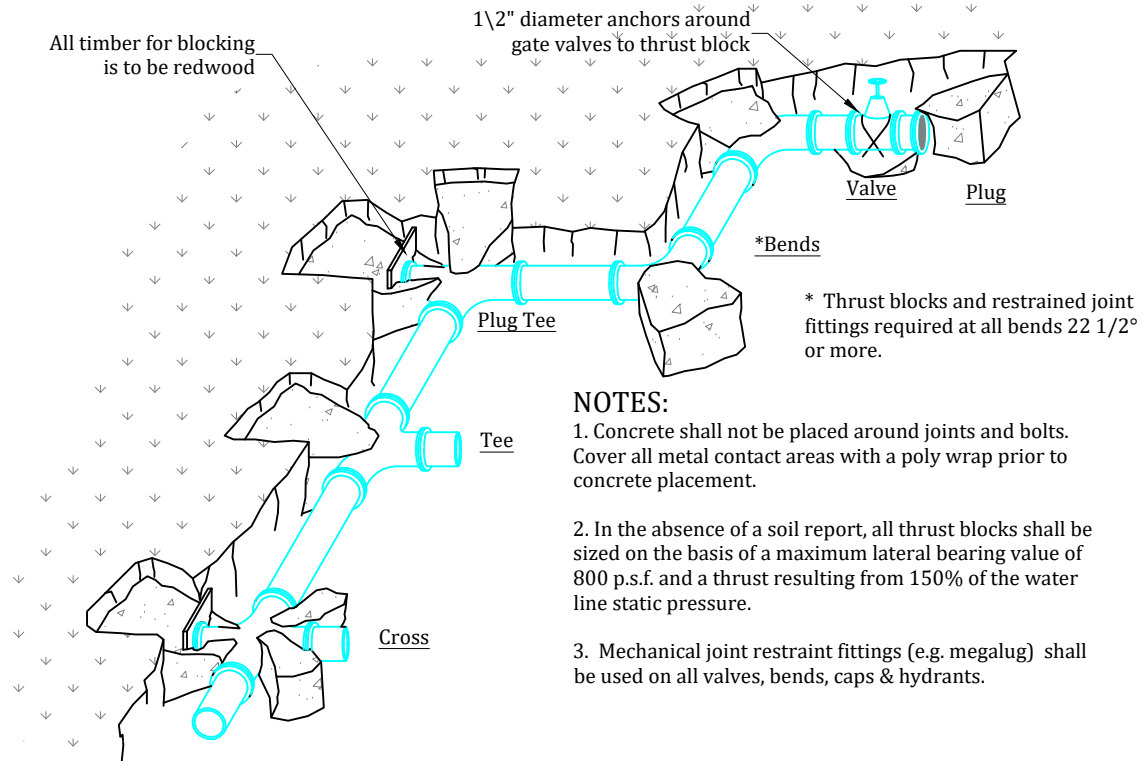 All timber for blocking
is to be redwood
1\2" diameter anchors around
gate valves to thrust block
Valve
Plug
*Bends
* Thrust blocks and restrained joint
fittings required at all bends 22 1/2°
or more.
Plug Tee
Tee
Cross
NOTES:
1. Concrete shall not be placed around joints and bolts.
Cover all metal contact areas with a poly wrap prior to
concrete placement.
2. In the absence of a soil report, all thrust blocks shall be
sized on the basis of a maximum lateral bearing value of
800 p.s.f. and a thrust resulting from 150% of the water
line static pressure.
3. Mechanical joint restraint fittings (e.g. megalug) shall
be used on all valves, bends, caps & hydrants.